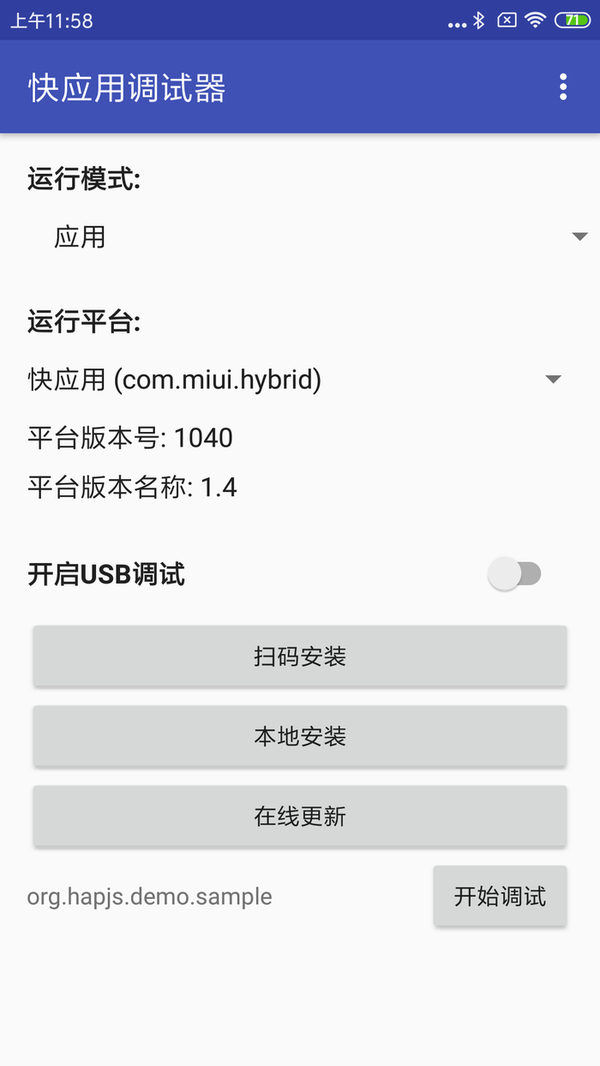 上午11:58
71
快应用调试器
运行模式:
应用
运行平台:
快应用 (com.miui.hybrid)
平台版本号: 1040
平台版本名称: 1.4
开启USB调试
扫码安装
本地安装
在线更新
org.hapjs.demo.sample
开始调试